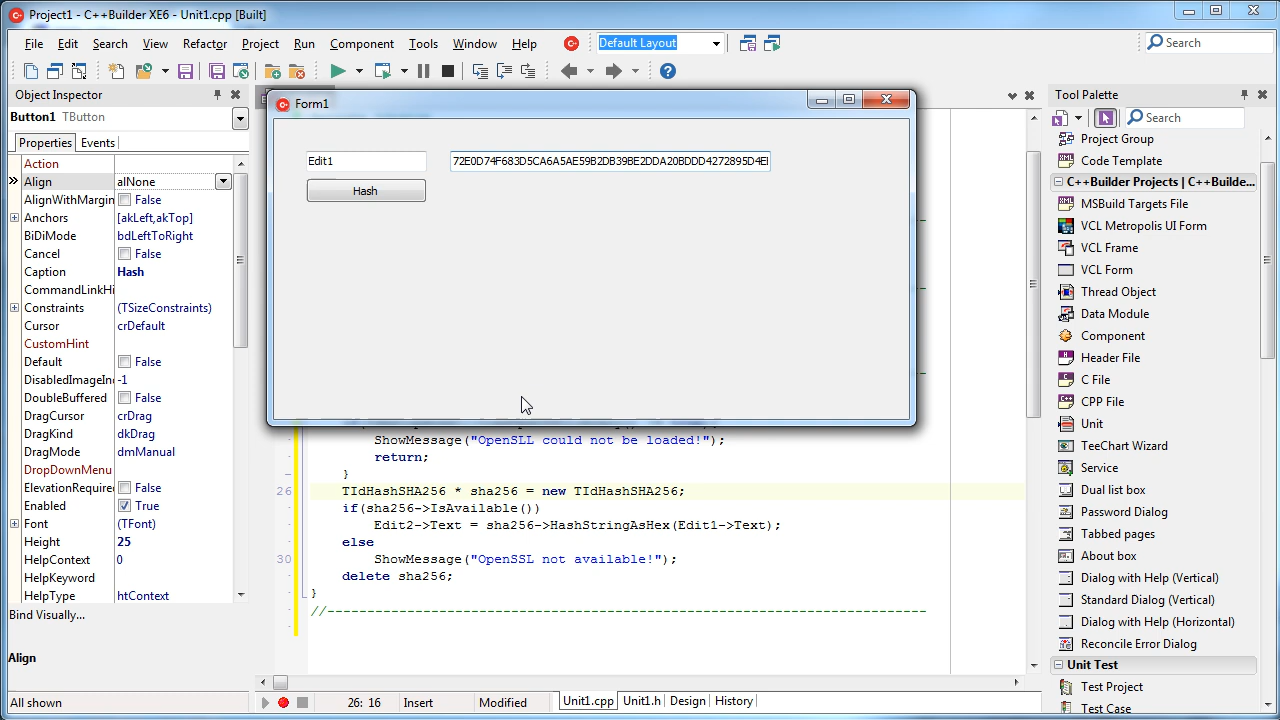 Project1 - C++Builder XE6 - Unit1.cpp [Built]
File Edit Search View Refactor Project Run Component Tools Window Help
Default Layout
Search
Object Inspector
Button1 TButton
Properties Events
Action
Align alNone
AlignWithMargin False
Anchors [akLeft,akTop]
BiDiMode bdLeftToRight
Cancel False
Caption Hash
CommandLinkHi
Constraints (TSizeConstraints)
Cursor crDefault
CustomHint
Default False
DisabledImageIn -1
DoubleBuffered False
DragCursor crDrag
DragKind dkDrag
DragMode dmManual
DropDownMenu
ElevationRequire False
Enabled True
Font (TFont)
Height 25
HelpContext 0
HelpKeyword
HelpType htContext
Bind Visually...
Align
All shown
Form1
Edit1
72E0D74F683D5CA6A5AE59B2DB39BE2DDA20BDDD4272895D4E
Hash
ShowMessage("OpenSLL could not be loaded!");
return;
}
26 TIdHashSHA256 * sha256 = new TIdHashSHA256;
if(sha256->IsAvailable())
Edit2->Text = sha256->HashStringAsHex(Edit1->Text);
else
30 ShowMessage("OpenSSL not available!");
delete sha256;
}
//---------------------------------------------------------------------------
26: 16 Insert Modified Unit1.cpp Unit1.h Design History
Tool Palette
Search
Project Group
Code Template
C++Builder Projects | C++Builde...
MSBuild Targets File
VCL Metropolis UI Form
VCL Frame
VCL Form
Thread Object
Data Module
Component
Header File
C File
CPP File
Unit
TeeChart Wizard
Service
Dual list box
Password Dialog
Tabbed pages
About box
Dialog with Help (Vertical)
Standard Dialog (Vertical)
Dialog with Help (Horizontal)
Reconcile Error Dialog
Unit Test
Test Project
Test Case